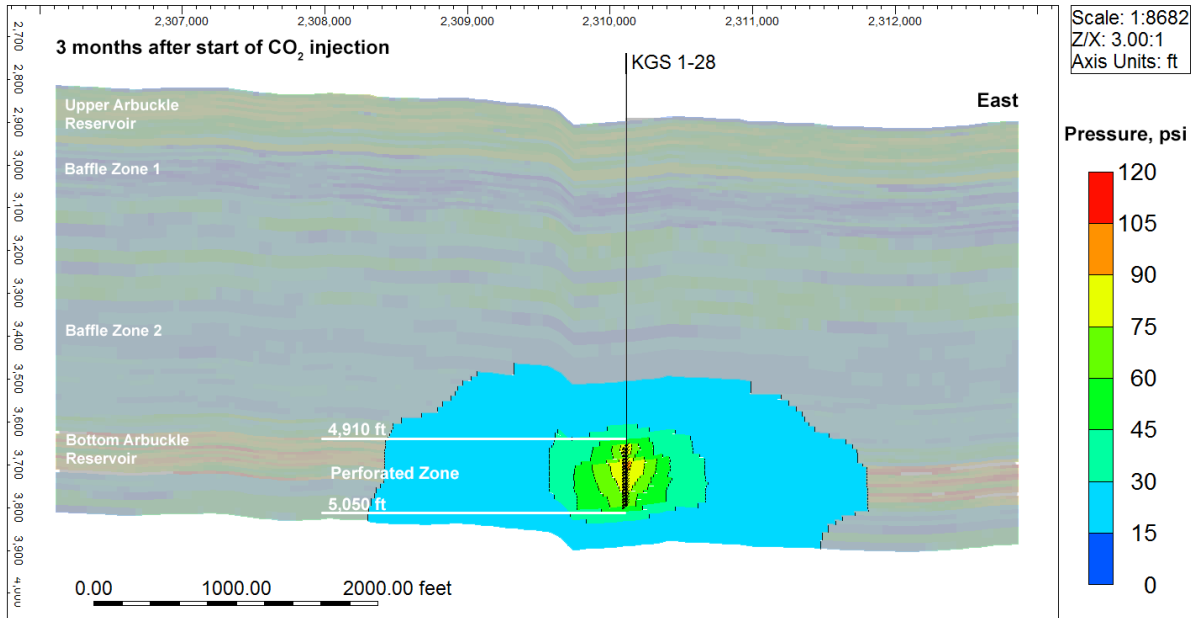 2,307,000 2,308,000 2,309,000 2,310,000 2,311,000 2,312,000
Scale: 1:8682
Z/X: 3.00:1
Axis Units: ft
3 months after start of CO2 injection
KGS 1-28
East
Upper Arbuckle
Reservoir
Baffle Zone 1
Baffle Zone 2
Bottom Arbuckle
Reservoir
4,910 ft
Perforated Zone
5,050 ft
Pressure, psi
120
105
90
75
60
45
30
15
0
2,700
2,800
2,900
3,000
3,100
3,200
3,300
3,400
3,500
3,600
3,700
3,800
3,900
4,000
0.00 1000.00 2000.00 feet